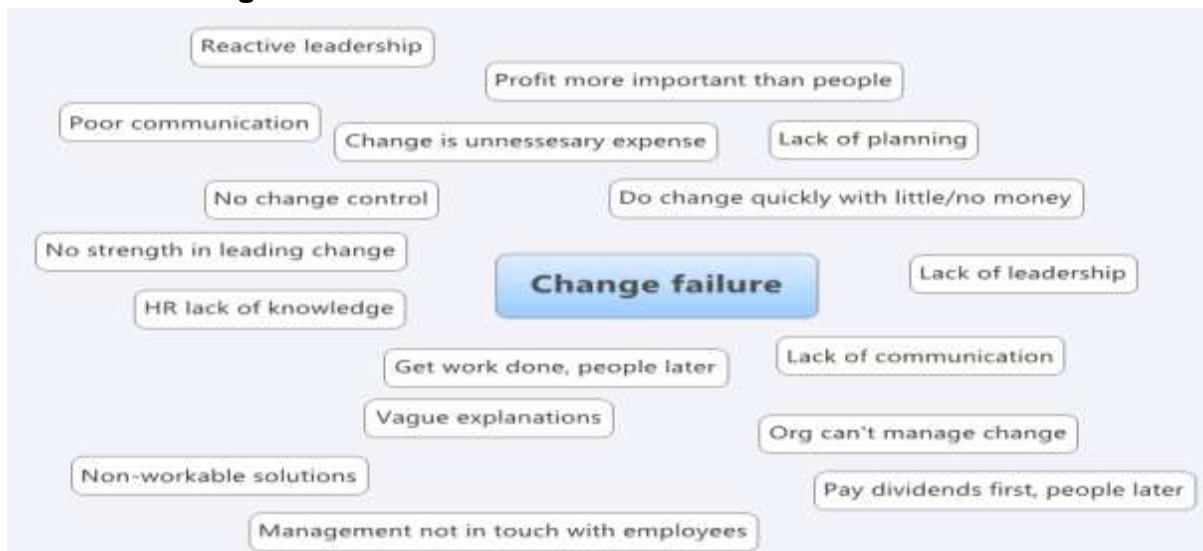 Reactive leadership
Profit more important than people
Poor communication
Change is unnessesary expense
Lack of planning
No change control
Do change quickly with little/no money
No strength in leading change
Change failure
Lack of leadership
HR lack of knowledge
Get work done, people later
Lack of communication
Vague explanations
Org can't manage change
Non-workable solutions
Pay dividends first, people later
Management not in touch with employees